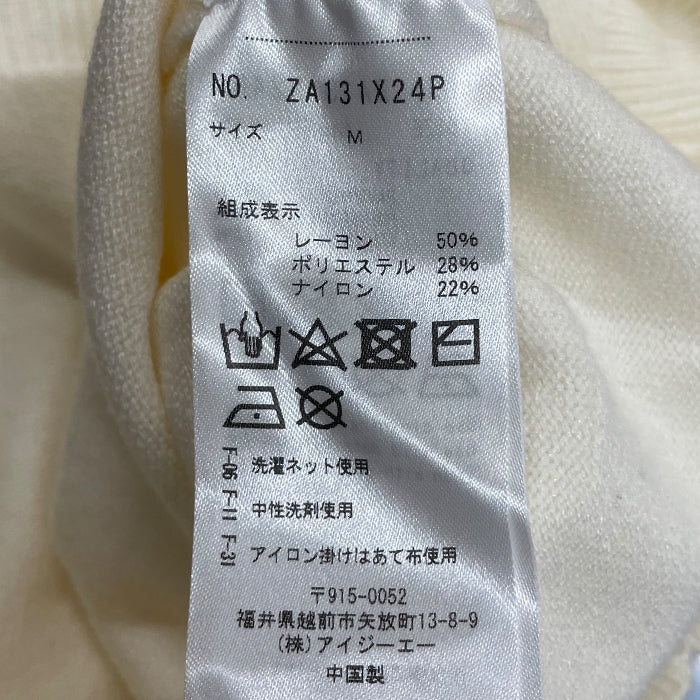 NO. ZA131X24P
サイズ M
組成表示
レーヨン 50%
ポリエステル 28%
ナイロン 22%
F-06 F-11 F-31
洗濯ネット使用
中性洗剤使用
アイロン掛けはあて布使用
〒915-0052
福井県越前市矢放町13-8-9
(株)アイジーエー
中国製